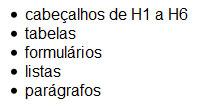 • cabeçalhos de H1 a H6
• tabelas
• formulários
• listas
• parágrafos